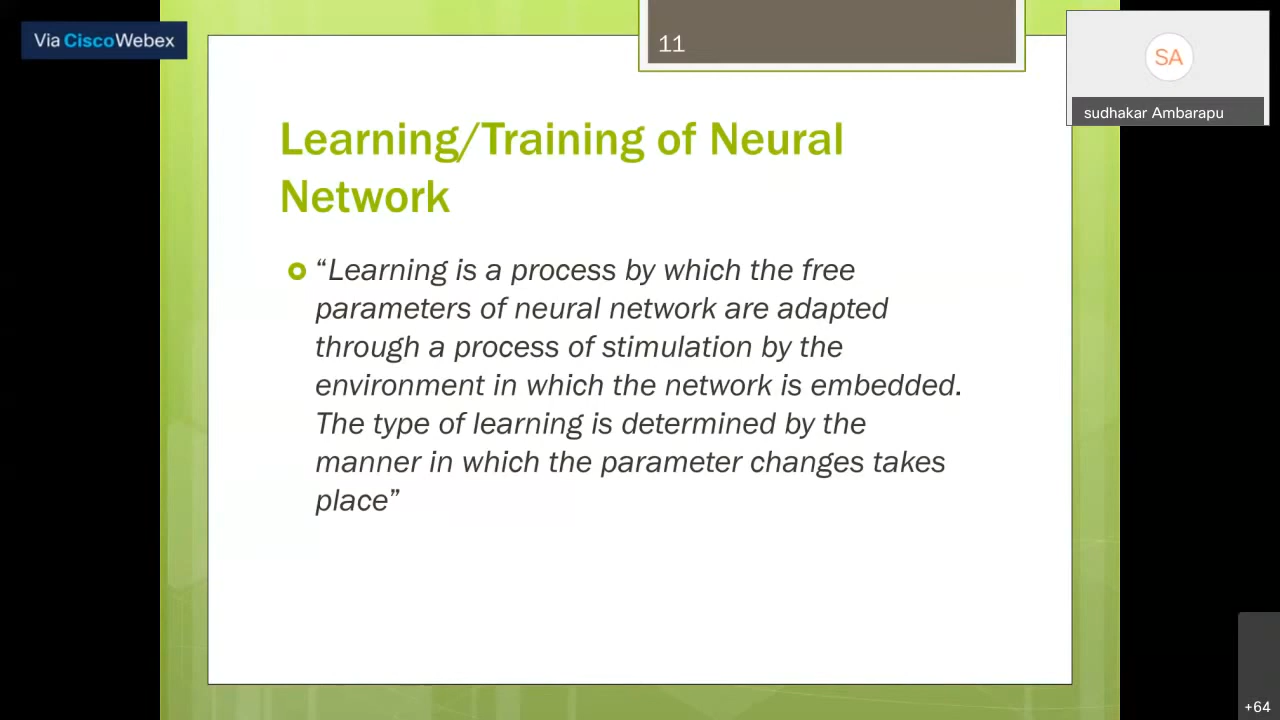 Via CiscoWebex
11
SA
sudhakar Ambarapu
Learning/Training of Neural
Network
“Learning is a process by which the free
parameters of neural network are adapted
through a process of stimulation by the
environment in which the network is embedded.
The type of learning is determined by the
manner in which the parameter changes takes
place”
+64